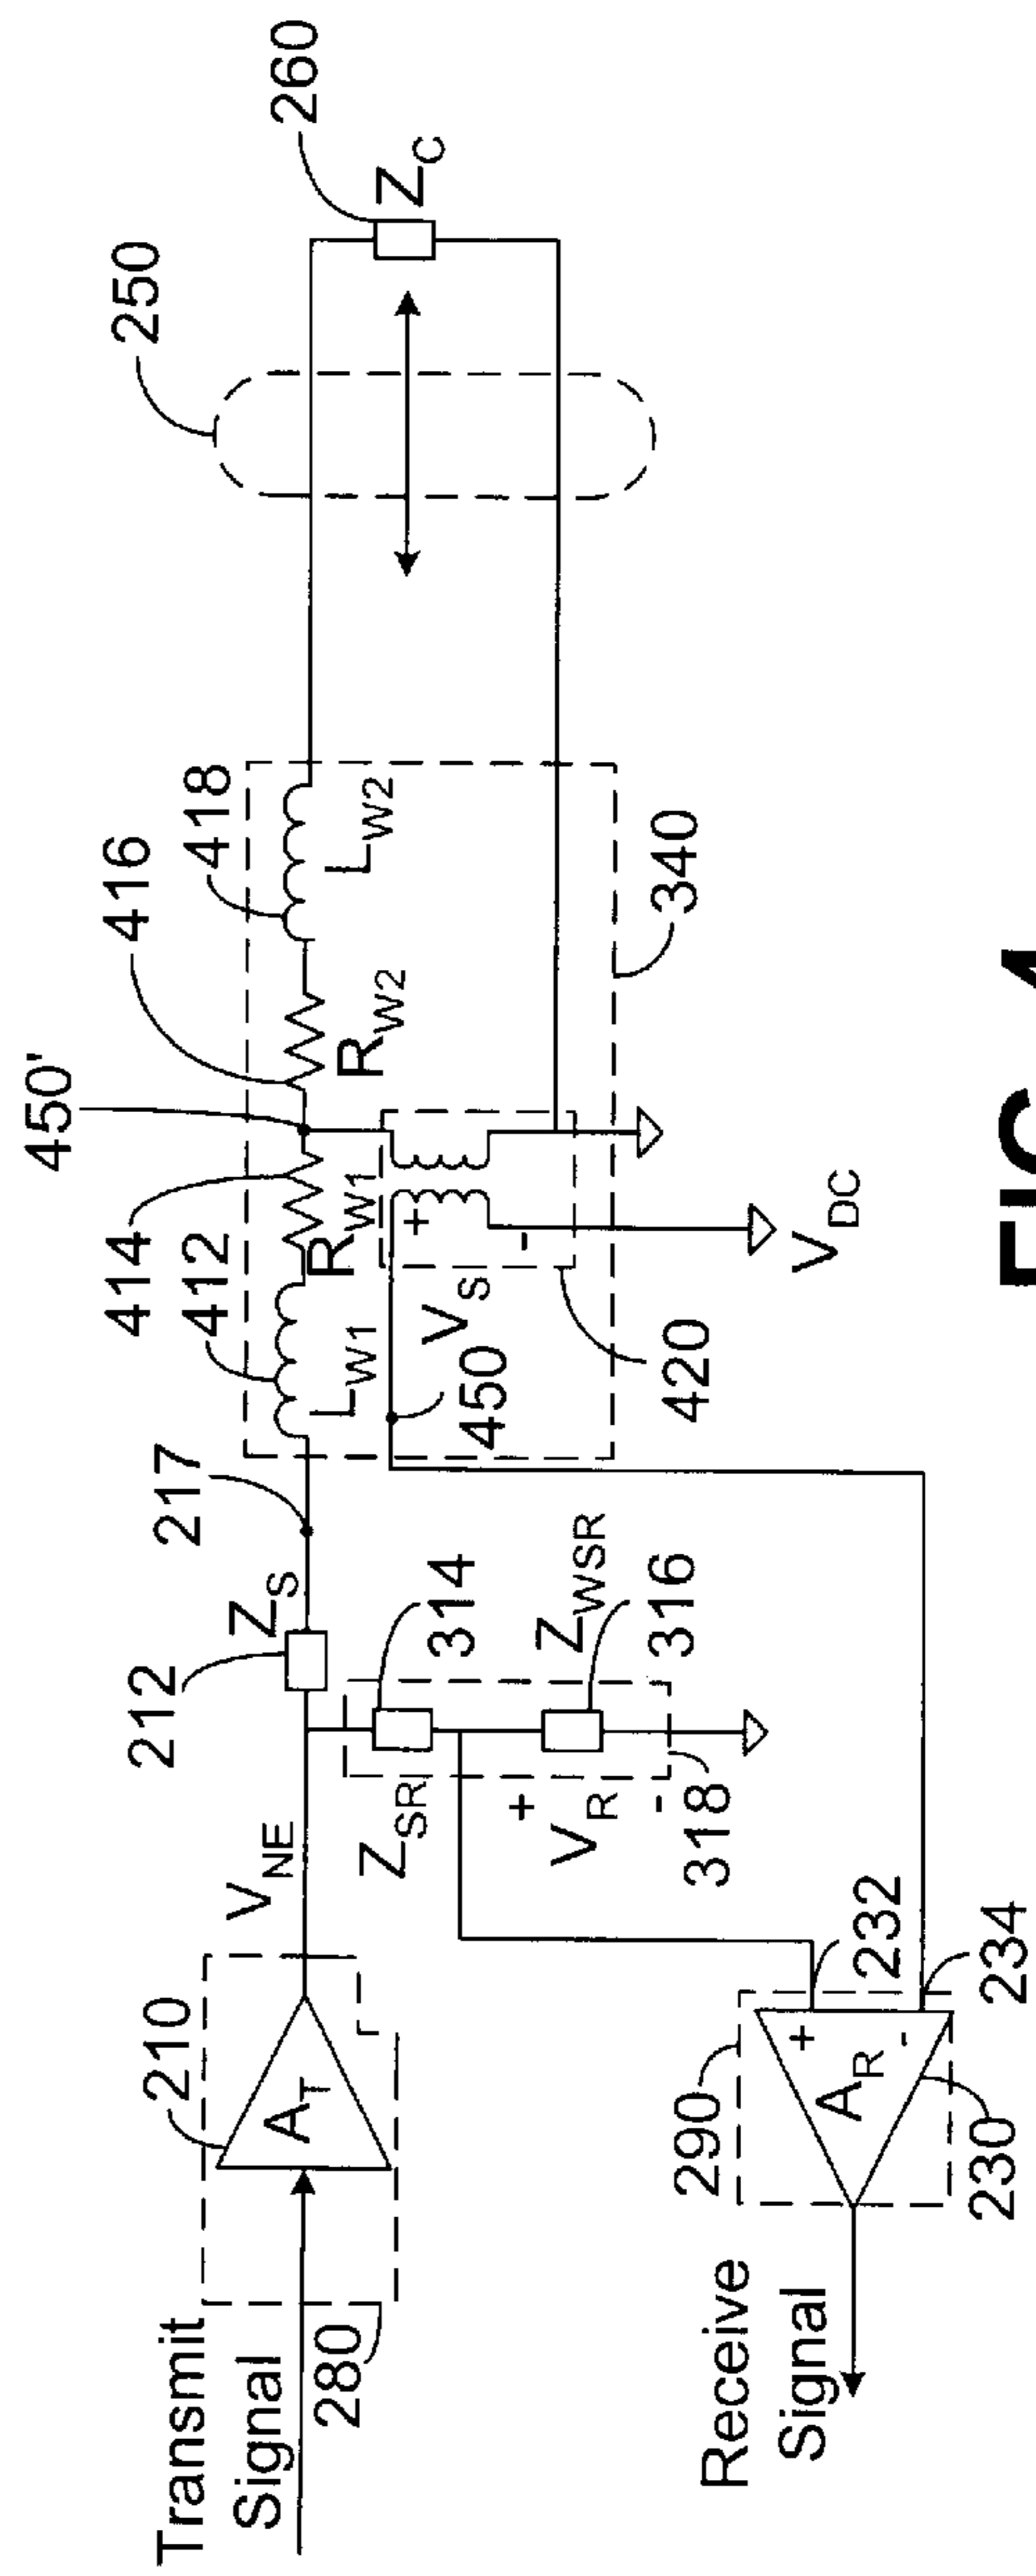 Transmit
Signal
280
210
A_T
V_NE
212
Z_S
217
Z_SR
314
Z_WSR
316
+
V_R
-
318
412
414
450'
416
418
L_W1
R_W1
R_W2
L_W2
V_S
+
-
450
420
V_DC
340
250
260
Z_C
Receive
Signal
290
+
A_R
-
230
232
234